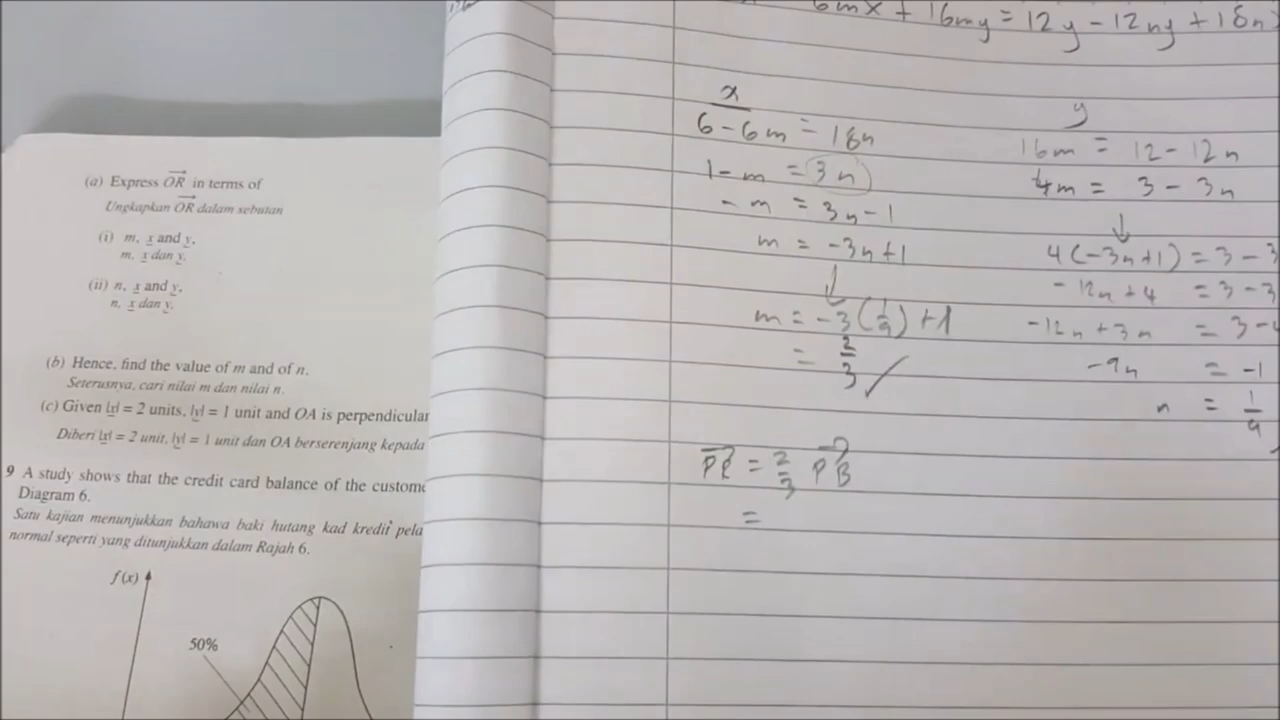 (a) Express OR in terms of
Ungkapkan OR dalam sebutan
(i) m, x and y.
m, x dan y.
(ii) n, x and y.
n, x dan y.
(b) Hence, find the value of m and of n.
Seterusnya, cari nilai m dan nilai n.
(c) Given |x| = 2 units, |y| = 1 unit and OA is perpendicular
Diberi |x| = 2 unit, |y| = 1 unit dan OA berserenjang kepada
9 A study shows that the credit card balance of the custome
Diagram 6.
Satu kajian menunjukkan bahawa baki hutang kad kredit pela
normal seperti yang ditunjukkan dalam Rajah 6.
f(x)
50%
6mx + 16my = 12y - 12ny + 18n
x
6 - 6m = 18n
1 - m = 3n
- m = 3n - 1
m = -3n + 1
↓
m = -3(1/9) + 1
= 2/3 ✓
y
16m = 12 - 12n
4m = 3 - 3n
↓
4(-3n+1) = 3 - 3
-12n + 4 = 3 - 3
-12n + 3n = 3 - 4
-9n = -1
n = 1/9
PR = 2/3 PB
=